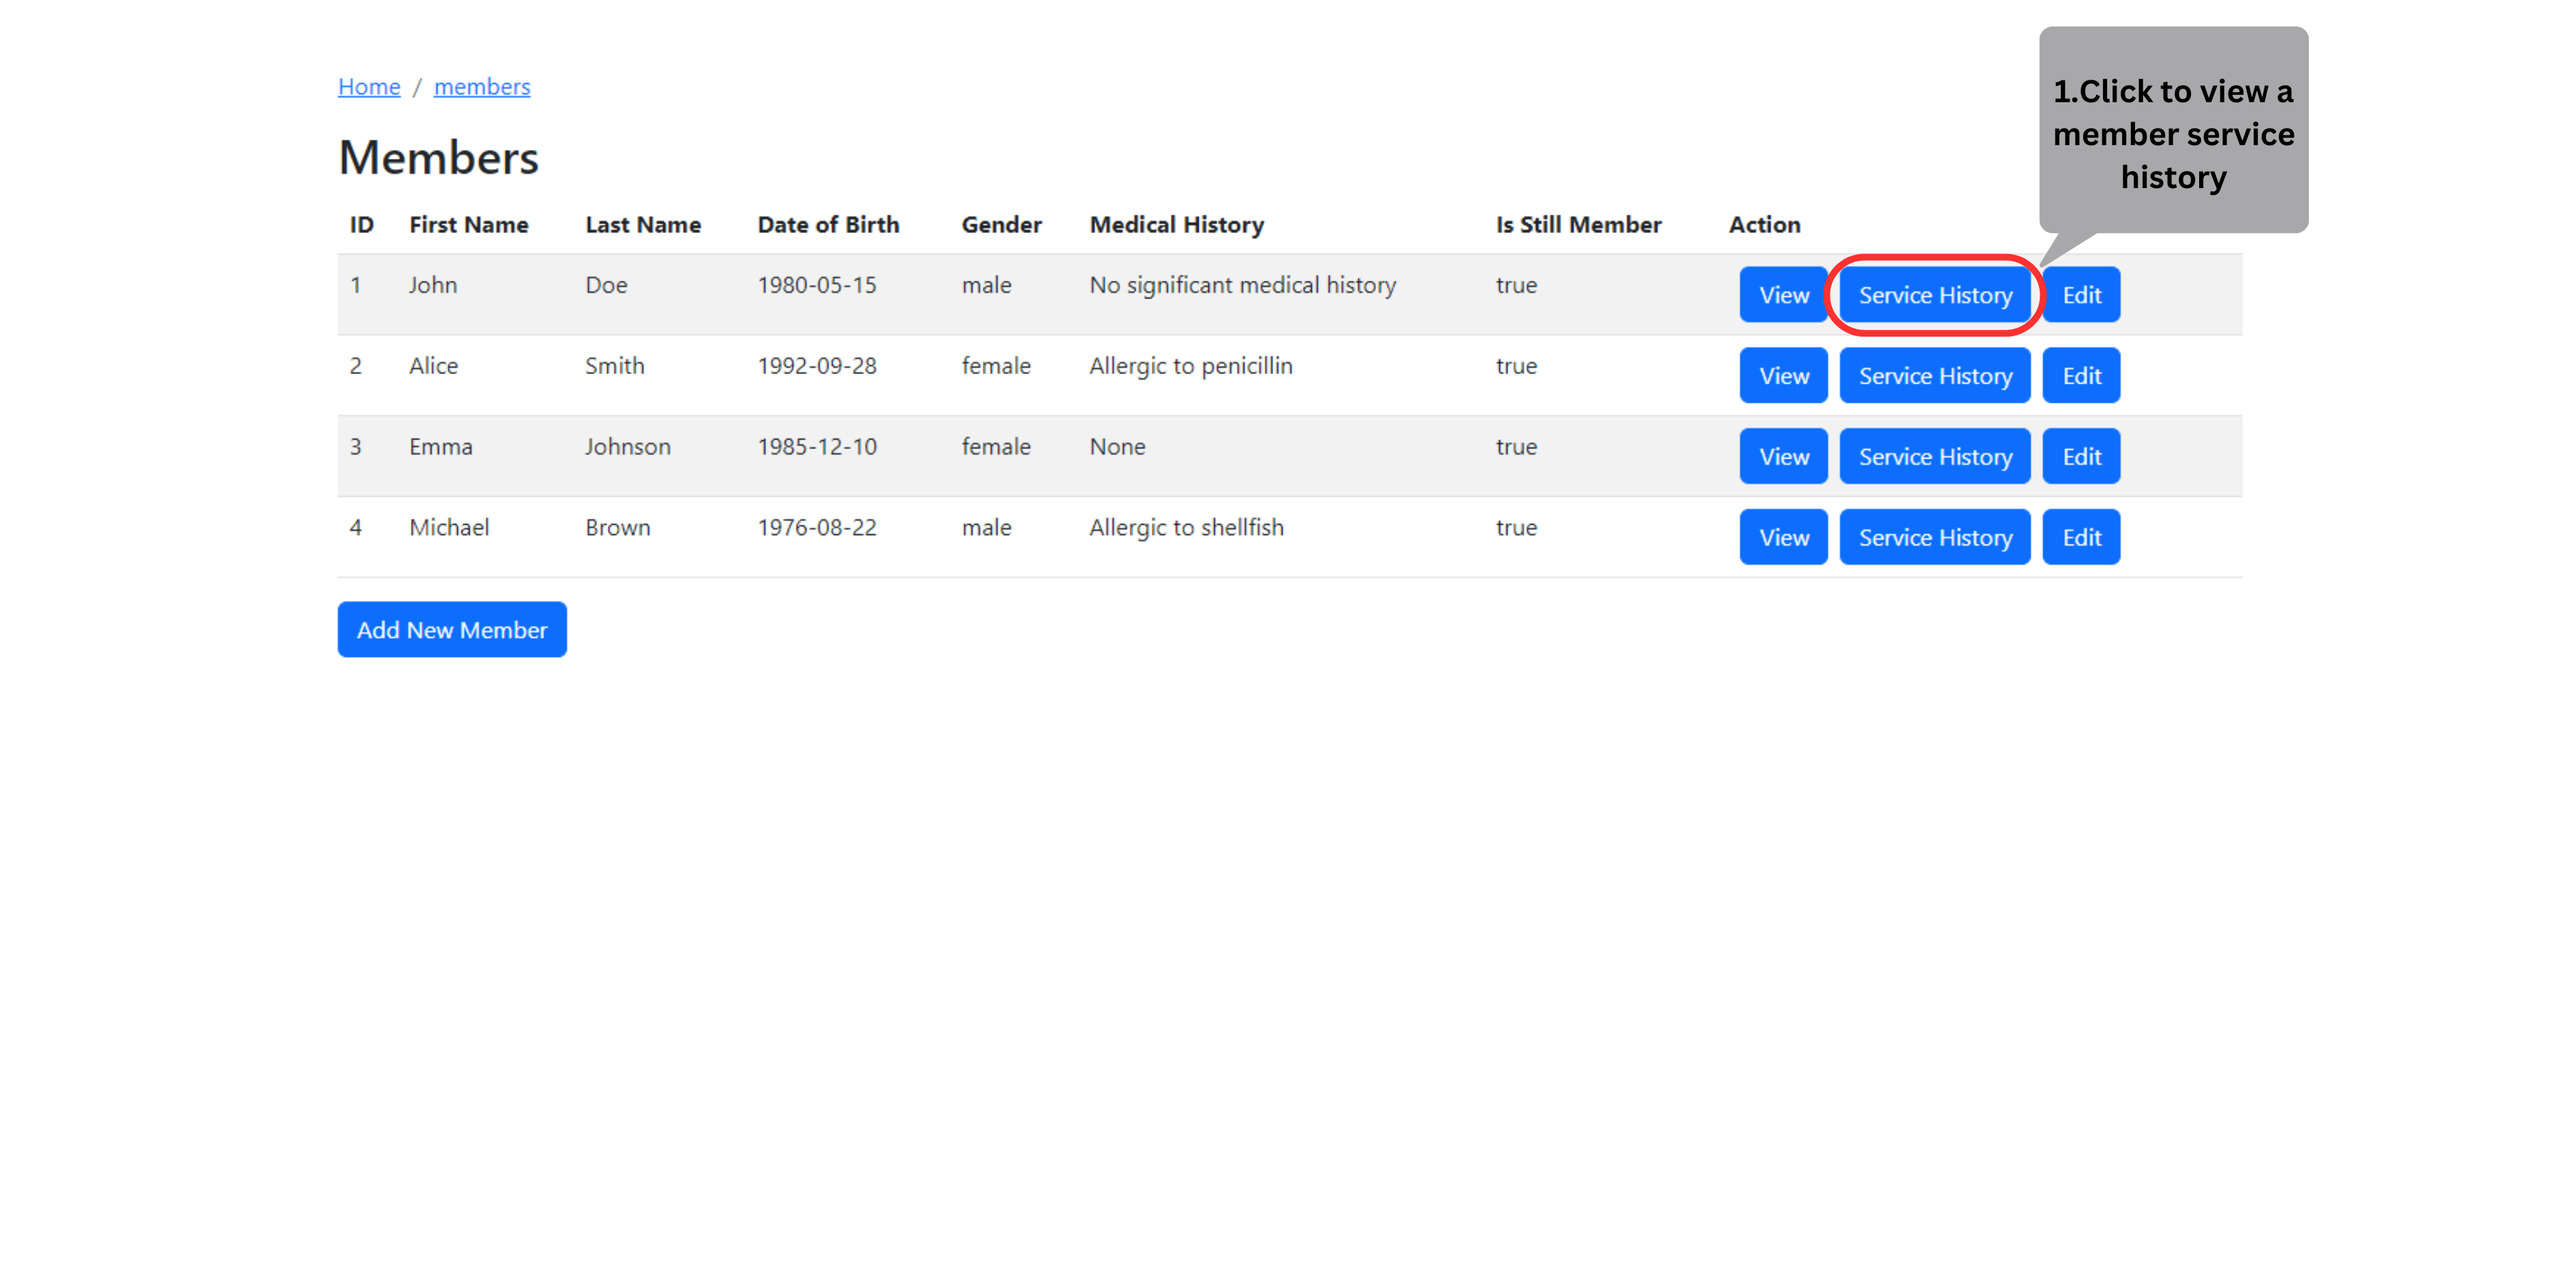 Home / members
1.Click to view a
member service
history
Members
ID First Name Last Name Date of Birth Gender Medical History Is Still Member Action
1 John Doe 1980-05-15 male No significant medical history true View Service History Edit
2 Alice Smith 1992-09-28 female Allergic to penicillin true View Service History Edit
3 Emma Johnson 1985-12-10 female None true View Service History Edit
4 Michael Brown 1976-08-22 male Allergic to shellfish true View Service History Edit
Add New Member